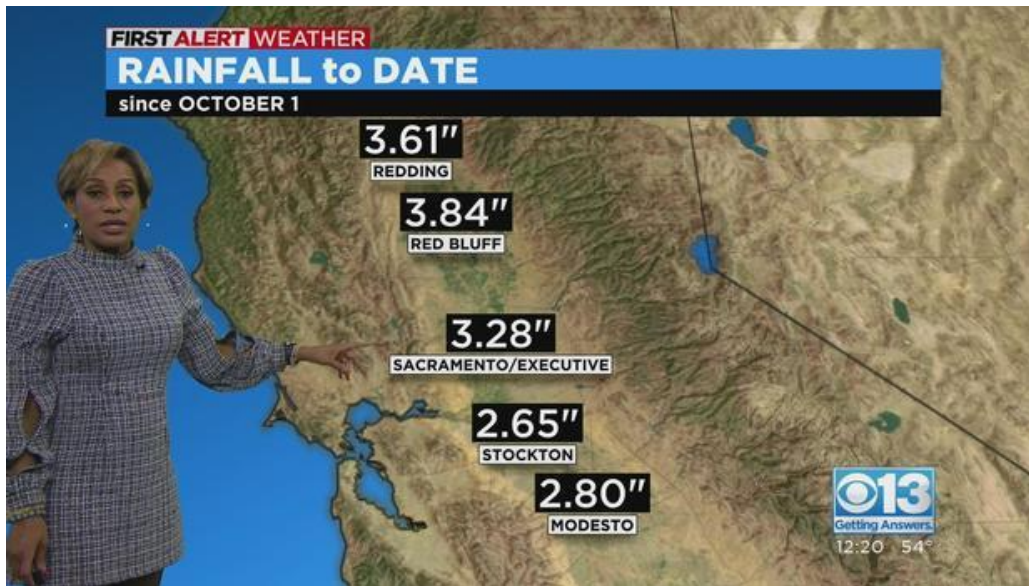 FIRST ALERT WEATHER
RAINFALL to DATE
since OCTOBER 1
3.61"
REDDING
3.84"
RED BLUFF
3.28"
SACRAMENTO/EXECUTIVE
2.65"
STOCKTON
2.80"
MODESTO
13
Getting Answers.
12:20 54°